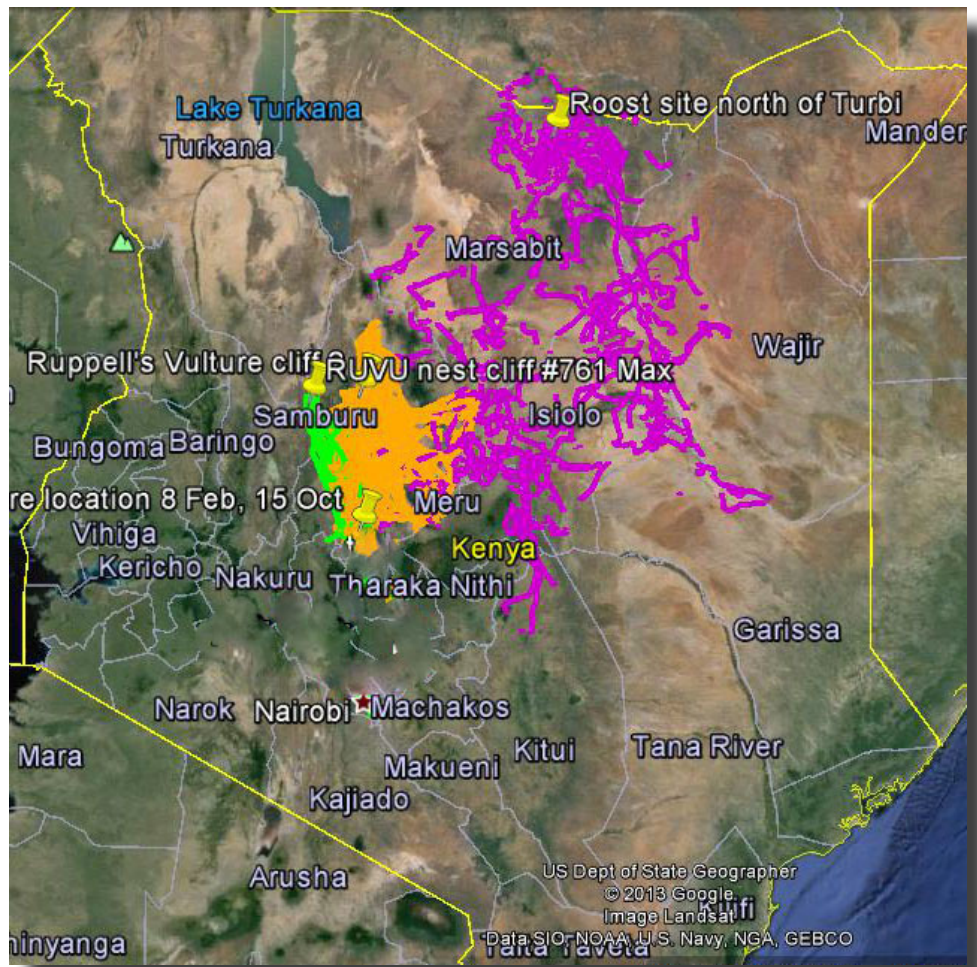 Lake Turkana
Turkana
Roost site north of Turbi
Mander
Marsabit
Wajir
Ruppell's Vulture cliff
RUVU nest cliff #761 Max
Samburu
Isiolo
Bungoma
Baringo
re location 8 Feb, 15 Oct
Meru
Vihiga
Kenya
Kericho
Nakuru
Tharaka Nithi
Garissa
Narok
Nairobi
Machakos
Mara
Makueni
Kitui
Tana River
Kajiado
Arusha
US Dept of State Geographer
© 2013 Google
Image Landsat
Kilifi
Data SIO, NOAA, U.S. Navy, NGA, GEBCO
Taita Taveta
hinyanga